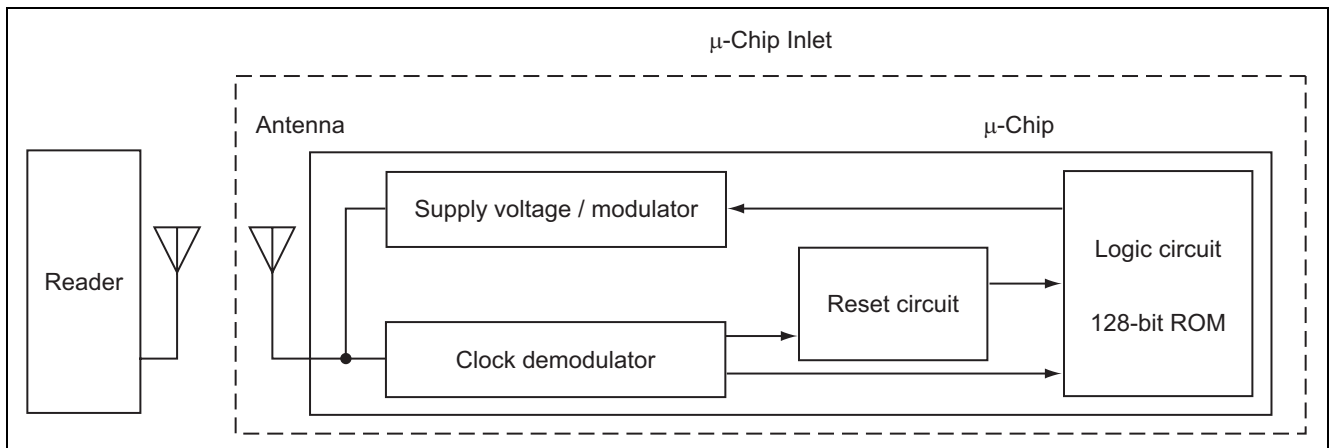 μ-Chip Inlet
Antenna
μ-Chip
Reader
Supply voltage / modulator
Logic circuit
128-bit ROM
Reset circuit
Clock demodulator